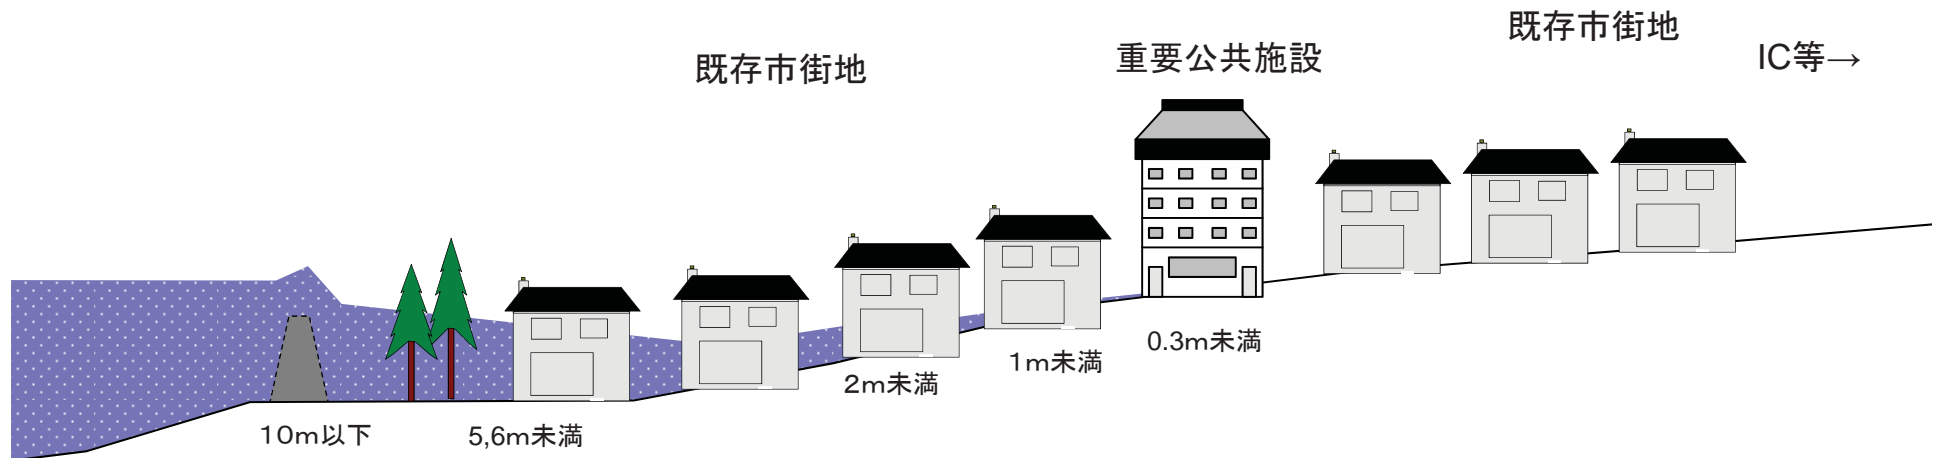 既存市街地
重要公共施設
既存市街地
IC等→
10m以下
5,6m未満
2m未満
1m未満
0.3m未満